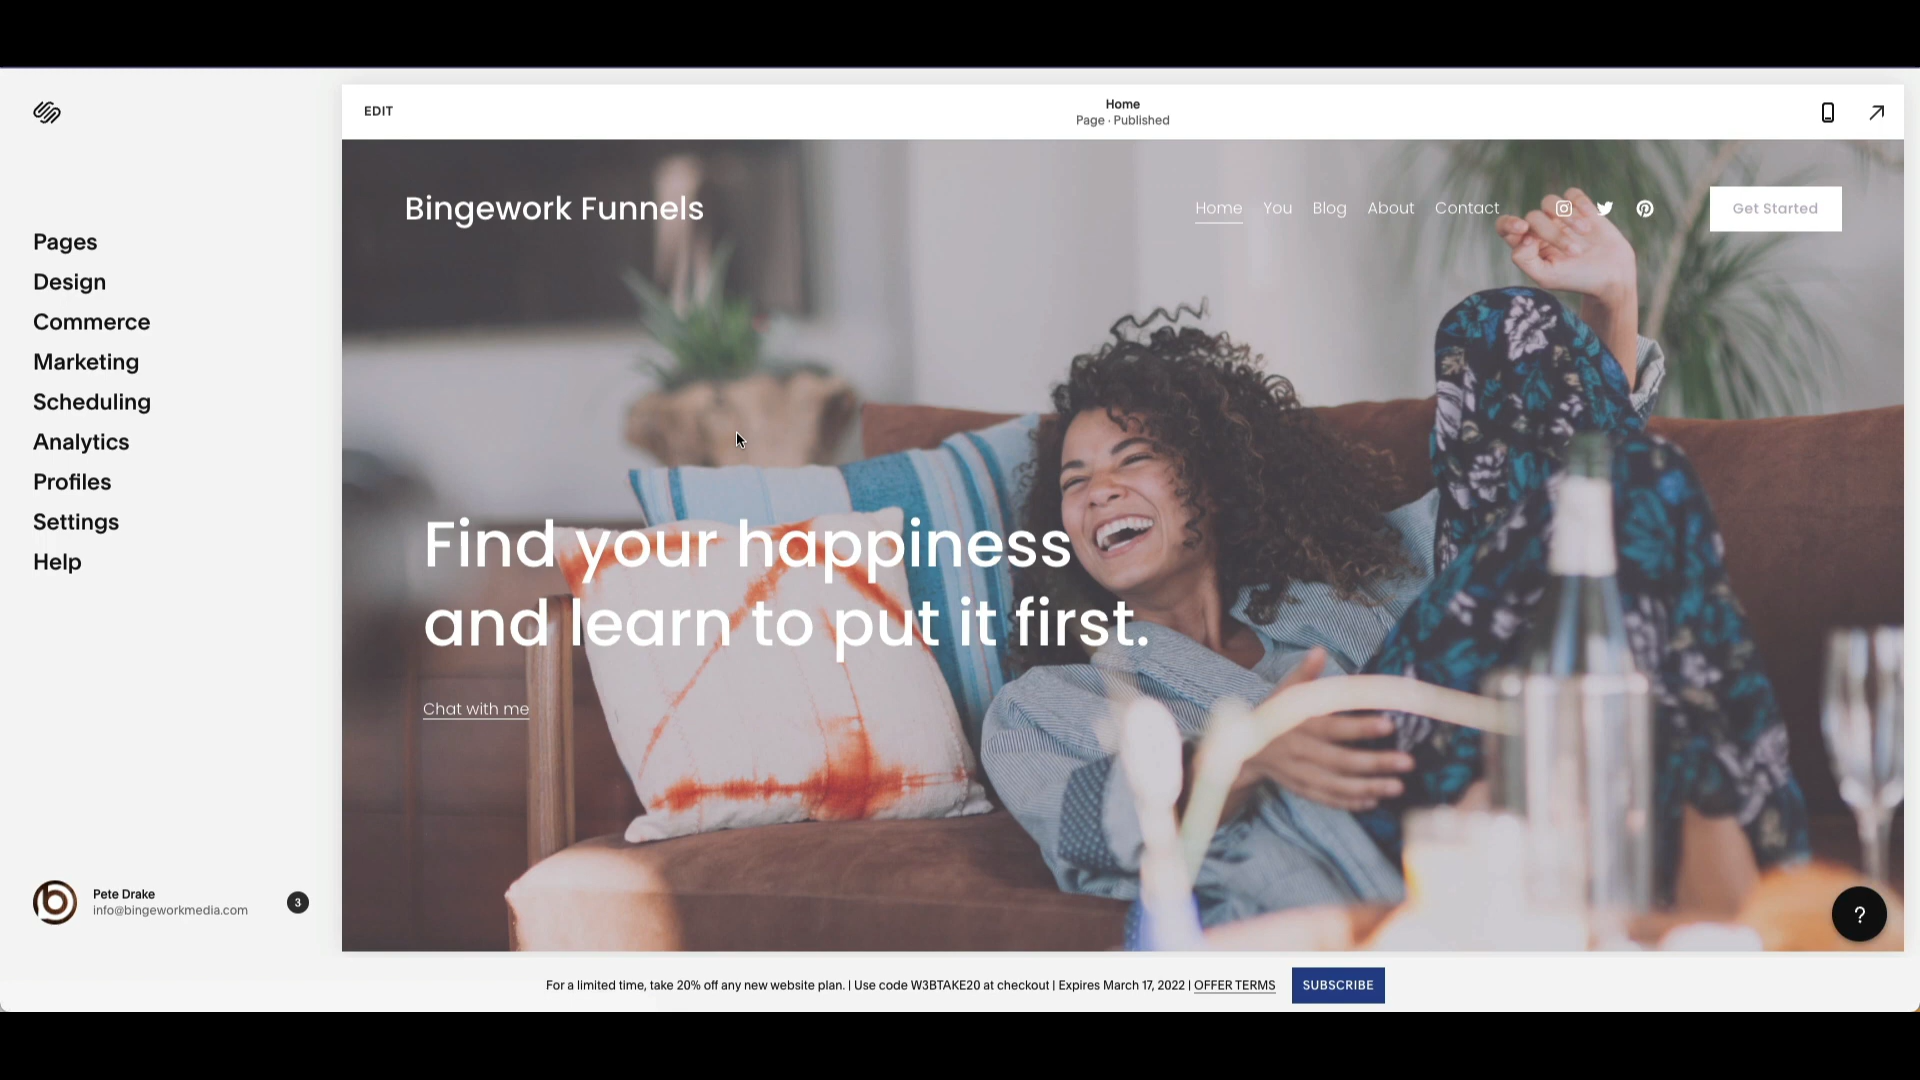 EDIT
Home
Page · Published
Pages
Design
Commerce
Marketing
Scheduling
Analytics
Profiles
Settings
Help
Pete Drake
info@bingeworkmedia.com
3
Bingework Funnels
Home You Blog About Contact
Get Started
Find your happiness
and learn to put it first.
Chat with me
?
For a limited time, take 20% off any new website plan. | Use code W3BTAKE20 at checkout | Expires March 17, 2022 | OFFER TERMS
SUBSCRIBE